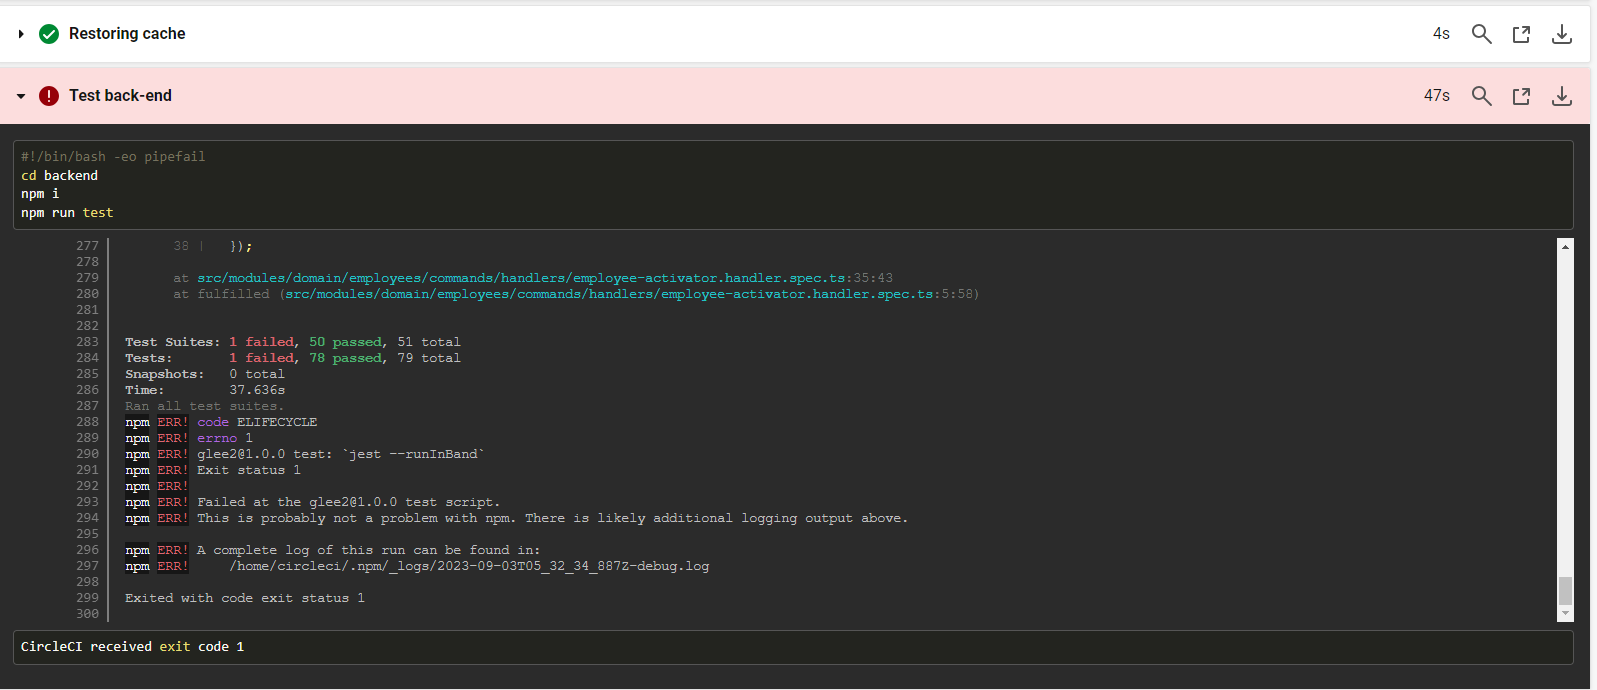 Restoring cache 4s
Test back-end 47s
#!/bin/bash -eo pipefail
cd backend
npm i
npm run test
277 38 | });
278
279 at src/modules/domain/employees/commands/handlers/employee-activator.handler.spec.ts:35:43
280 at fulfilled (src/modules/domain/employees/commands/handlers/employee-activator.handler.spec.ts:5:58)
281
282
283 Test Suites: 1 failed, 50 passed, 51 total
284 Tests: 1 failed, 78 passed, 79 total
285 Snapshots: 0 total
286 Time: 37.636s
287 Ran all test suites.
288 npm ERR! code ELIFECYCLE
289 npm ERR! errno 1
290 npm ERR! glee2@1.0.0 test: `jest --runInBand`
291 npm ERR! Exit status 1
292 npm ERR!
293 npm ERR! Failed at the glee2@1.0.0 test script.
294 npm ERR! This is probably not a problem with npm. There is likely additional logging output above.
295
296 npm ERR! A complete log of this run can be found in:
297 npm ERR! /home/circleci/.npm/_logs/2023-09-03T05_32_34_887Z-debug.log
298
299 Exited with code exit status 1
300
CircleCI received exit code 1